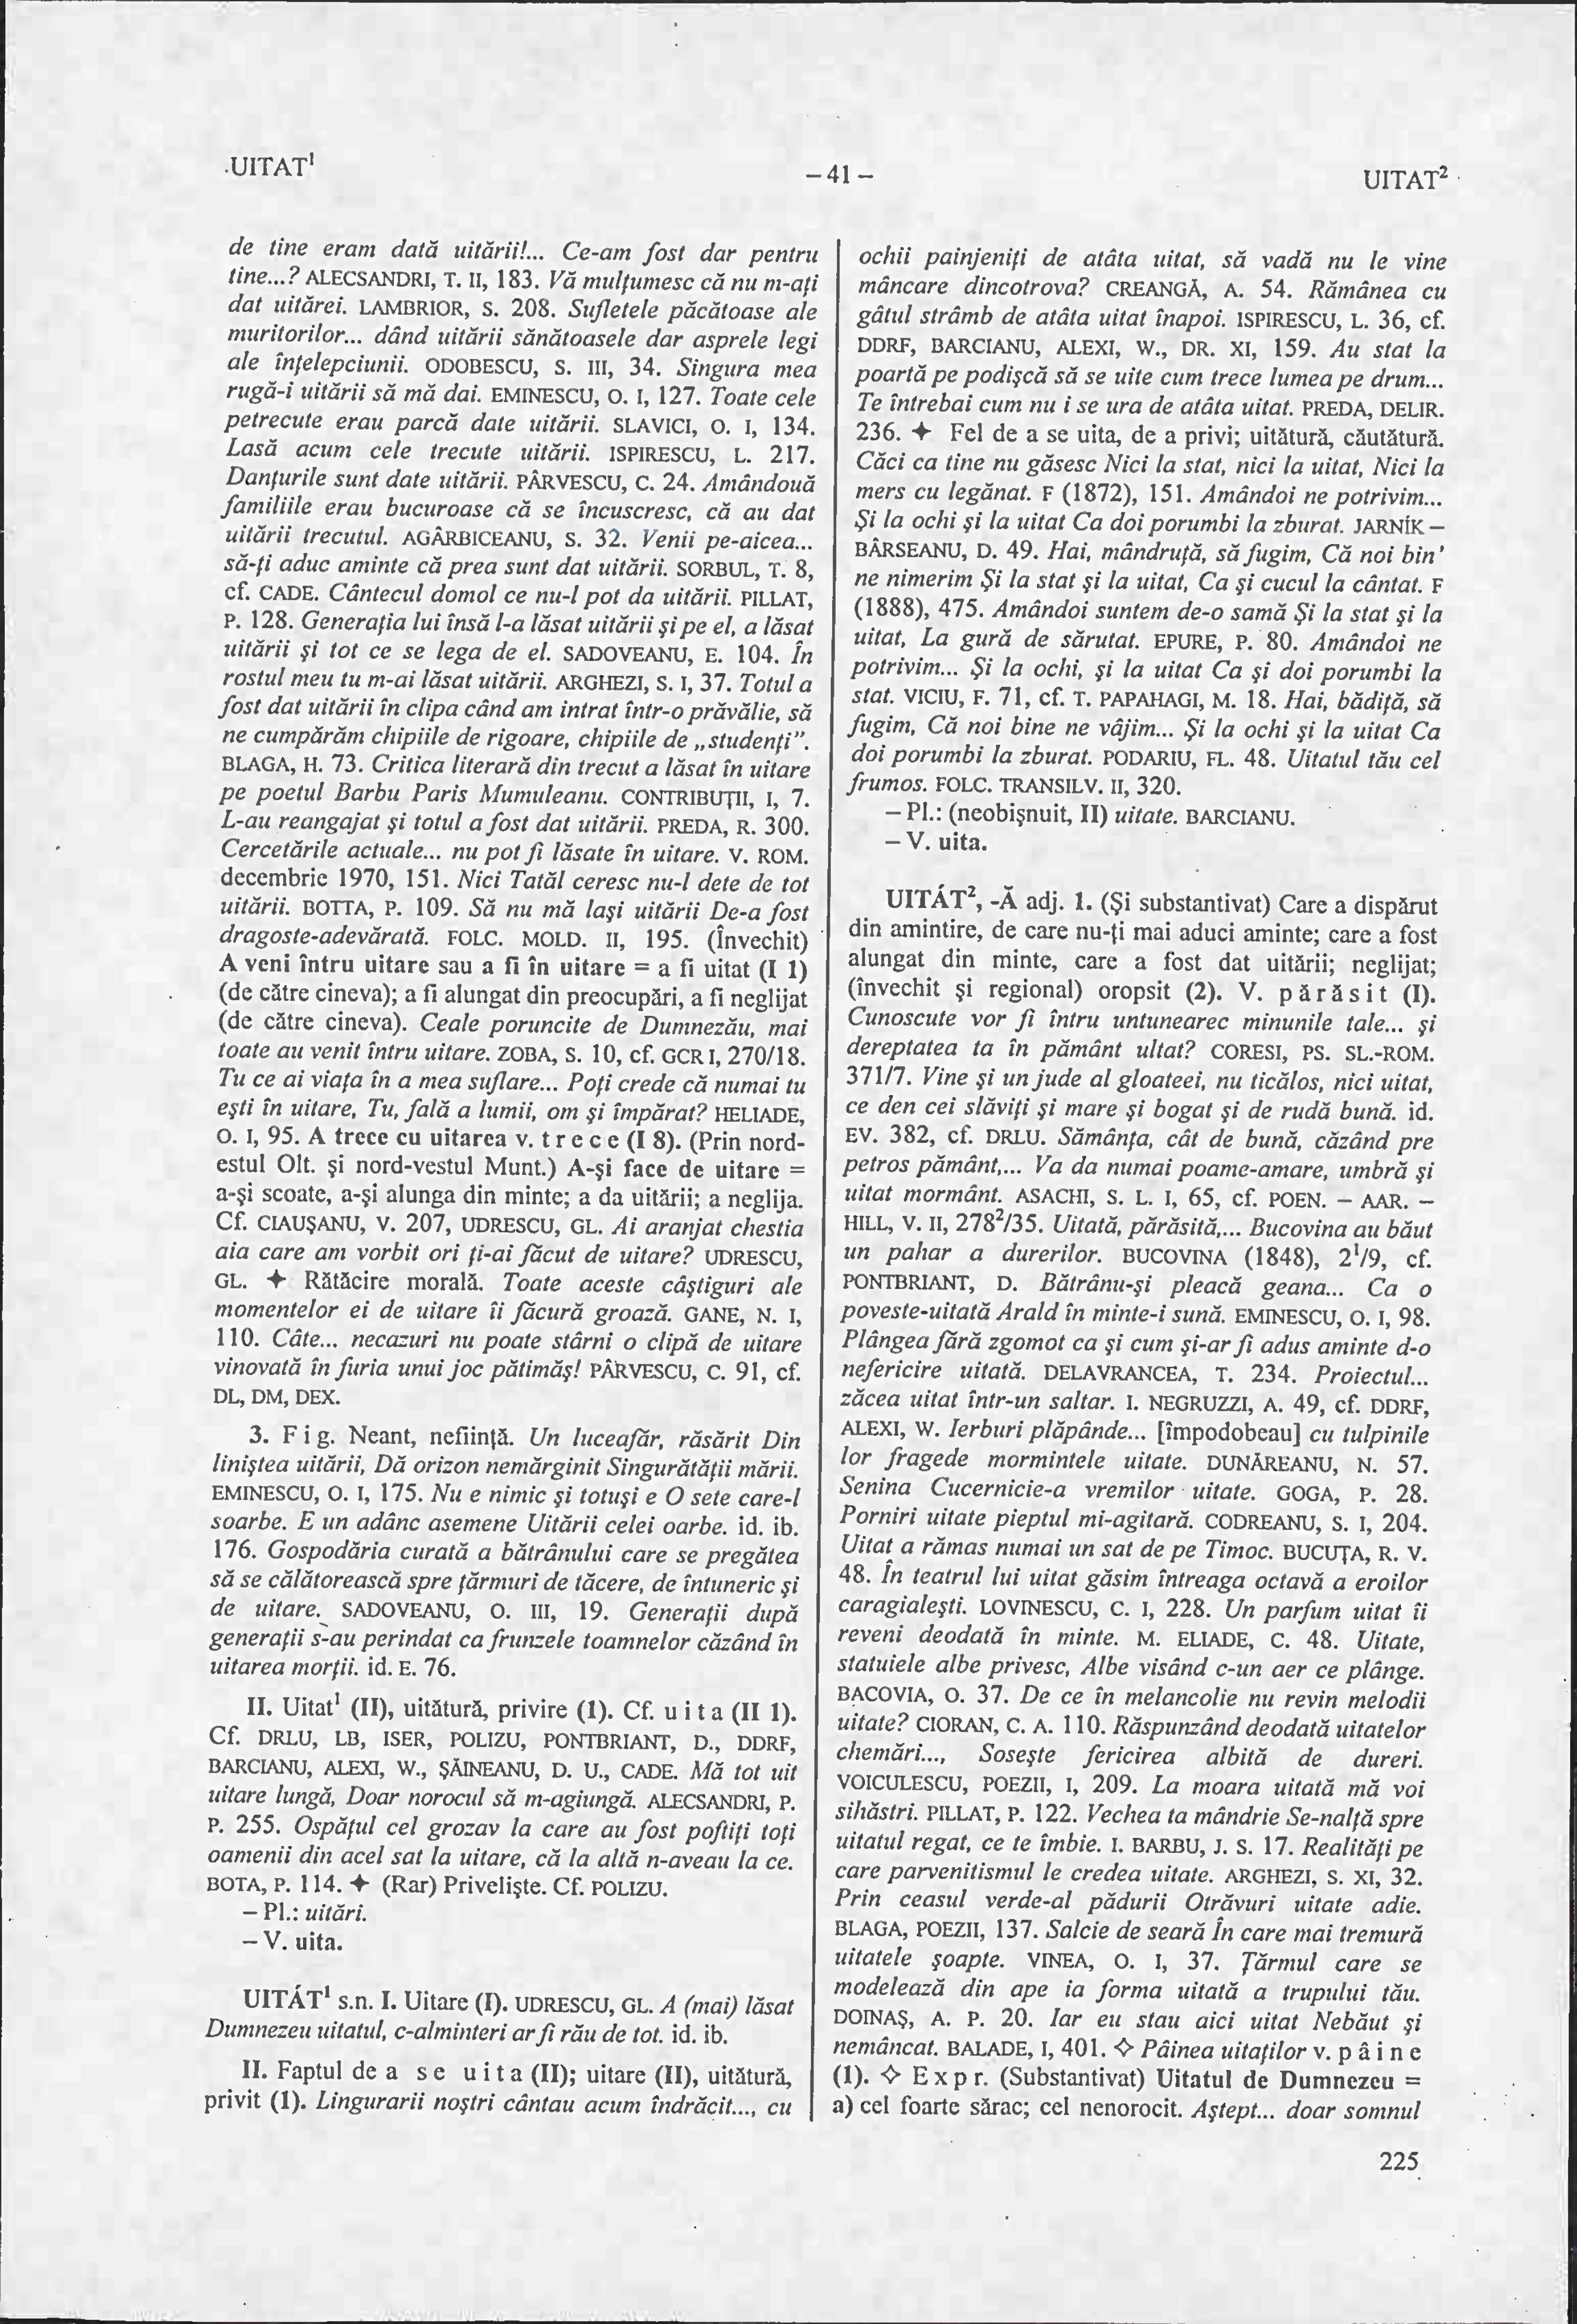 UITAT¹
– 41 –
UITAT²
de tine eram dată uitării!... Ce-am fost dar pentru
tine...? ALECSANDRI, T. II, 183. Vă mulţumesc că nu m-aţi
dat uitărei. LAMBRIOR, S. 208. Sufletele păcătoase ale
muritorilor... dând uitării sănătoasele dar asprele legi
ale înţelepciunii. ODOBESCU, S. III, 34. Singura mea
rugă-i uitării să mă dai. EMINESCU, O. I, 127. Toate cele
petrecute erau parcă date uitării. SLAVICI, O. I, 134.
Lasă acum cele trecute uitării. ISPIRESCU, L. 217.
Danţurile sunt date uitării. PÂRVESCU, C. 24. Amândouă
familiile erau bucuroase că se încuscresc, că au dat
uitării trecutul. AGÂRBICEANU, S. 32. Venii pe-aicea...
să-ţi aduc aminte că prea sunt dat uitării. SORBUL, T. 8,
cf. CADE. Cântecul domol ce nu-l pot da uitării. PILLAT,
P. 128. Generaţia lui însă l-a lăsat uitării şi pe el, a lăsat
uitării şi tot ce se lega de el. SADOVEANU, E. 104. În
rostul meu tu m-ai lăsat uitării. ARGHEZI, S. I, 37. Totul a
fost dat uitării în clipa când am intrat într-o prăvălie, să
ne cumpărăm chipiile de rigoare, chipiile de „studenţi”.
BLAGA, H. 73. Critica literară din trecut a lăsat în uitare
pe poetul Barbu Paris Mumuleanu. CONTRIBUŢII, I, 7.
L-au reangajat şi totul a fost dat uitării. PREDA, R. 300.
Cercetările actuale... nu pot fi lăsate în uitare. V. ROM.
decembrie 1970, 151. Nici Tatăl ceresc nu-l dete de tot
uitării. BOTTA, P. 109. Să nu mă laşi uitării De-a fost
dragoste-adevărată. FOLC. MOLD. II, 195. (Învechit)
A veni întru uitare sau a fi în uitare = a fi uitat (I 1)
(de către cineva); a fi alungat din preocupări, a fi neglijat
(de către cineva). Ceale poruncite de Dumnezău, mai
toate au venit întru uitare. ZOBA, S. 10, cf. GCR I, 270/18.
Tu ce ai viaţa în a mea suflare... Poţi crede că numai tu
eşti în uitare, Tu, fală a lumii, om şi împărat? HELIADE,
O. I, 95. A trece cu uitarea v. trece (I 8). (Prin nord-
estul Olt. şi nord-vestul Munt.) A-şi face de uitare =
a-şi scoate, a-şi alunga din minte; a da uitării; a neglija.
Cf. CIAUŞANU, V. 207, UDRESCU, GL. Ai aranjat chestia
aia care am vorbit ori ţi-ai făcut de uitare? UDRESCU,
GL. ✦ Rătăcire morală. Toate aceste câştiguri ale
momentelor ei de uitare îi făcură groază. GANE, N. I,
110. Câte... necazuri nu poate stârni o clipă de uitare
vinovată în furia unui joc pătimăş! PÂRVESCU, C. 91, cf.
DL, DM, DEX.
3. Fig. Neant, nefiinţă. Un luceafăr, răsărit Din
liniştea uitării, Dă orizon nemărginit Singurătăţii mării.
EMINESCU, O. I, 175. Nu e nimic şi totuşi e O sete care-l
soarbe. E un adânc asemene Uitării celei oarbe. id. ib.
176. Gospodăria curată a bătrânului care se pregătea
să se călătorească spre ţărmuri de tăcere, de întuneric şi
de uitare. SADOVEANU, O. III, 19. Generaţii după
generaţii s-au perindat ca frunzele toamnelor căzând în
uitarea morţii. id. E. 76.
II. Uitat¹ (II), uitătură, privire (1). Cf. uita (II 1).
Cf. DRLU, LB, ISER, POLIZU, PONTBRIANT, D., DDRF,
BARCIANU, ALEXI, W., ŞĂINEANU, D. U., CADE. Mă tot uit
uitare lungă, Doar norocul să m-agiungă. ALECSANDRI, P.
P. 255. Ospăţul cel grozav la care au fost poftiţi toţi
oamenii din acel sat la uitare, că la altă n-aveau la ce.
BOTA, P. 114. ✦ (Rar) Privelişte. Cf. POLIZU.
– Pl.: uitări.
– V. uita.
UITÁT¹ s.n. I. Uitare (I). UDRESCU, GL. A (mai) lăsat
Dumnezeu uitatul, c-alminteri ar fi rău de tot. id. ib.
II. Faptul de a se uita (II); uitare (II), uitătură,
privit (1). Lingurarii noştri cântau acum îndrăcit..., cu
ochii painjeniţi de atâta uitat, să vadă nu le vine
mâncare dincotrova? CREANGĂ, A. 54. Rămânea cu
gâtul strâmb de atâta uitat înapoi. ISPIRESCU, L. 36, cf.
DDRF, BARCIANU, ALEXI, W., DR. XI, 159. Au stat la
poartă pe podişcă să se uite cum trece lumea pe drum...
Te întrebai cum nu i se ura de atâta uitat. PREDA, DELIR.
236. ✦ Fel de a se uita, de a privi; uitătură, căutătură.
Căci ca tine nu găsesc Nici la stat, nici la uitat, Nici la
mers cu legănat. F (1872), 151. Amândoi ne potrivim...
Şi la ochi şi la uitat Ca doi porumbi la zburat. JARNÍK –
BÂRSEANU, D. 49. Hai, mândruţă, să fugim, Că noi bin'
ne nimerim Şi la stat şi la uitat, Ca şi cucul la cântat. F
(1888), 475. Amândoi suntem de-o samă Şi la stat şi la
uitat, La gură de sărutat. EPURE, P. 80. Amândoi ne
potrivim... Şi la ochi, şi la uitat Ca şi doi porumbi la
stat. VICIU, F. 71, cf. T. PAPAHAGI, M. 18. Hai, bădiţă, să
fugim, Că noi bine ne vâjim... Şi la ochi şi la uitat Ca
doi porumbi la zburat. PODARIU, FL. 48. Uitatul tău cel
frumos. FOLC. TRANSILV. II, 320.
– Pl.: (neobişnuit, II) uitate. BARCIANU.
– V. uita.
UITÁT², -Ă adj. 1. (Şi substantivat) Care a dispărut
din amintire, de care nu-ţi mai aduci aminte; care a fost
alungat din minte, care a fost dat uitării; neglijat;
(învechit şi regional) oropsit (2). V. părăsit (I).
Cunoscute vor fi întru untunearec minunile tale... şi
dereptatea ta în pământ ultat? CORESI, PS. SL.-ROM.
371/7. Vine şi un jude al gloateei, nu ticălos, nici uitat,
ce den cei slăviţi şi mare şi bogat şi de rudă bună. id.
EV. 382, cf. DRLU. Sămânţa, cât de bună, căzând pre
petros pământ,... Va da numai poame-amare, umbră şi
uitat mormânt. ASACHI, S. L. I, 65, cf. POEN. – AAR. –
HILL, V. II, 278²/35. Uitată, părăsită,... Bucovina au băut
un pahar a durerilor. BUCOVINA (1848), 2¹/9, cf.
PONTBRIANT, D. Bătrânu-şi pleacă geana... Ca o
poveste-uitată Arald în minte-i sună. EMINESCU, O. I, 98.
Plângea fără zgomot ca şi cum şi-ar fi adus aminte d-o
nefericire uitată. DELAVRANCEA, T. 234. Proiectul...
zăcea uitat într-un saltar. I. NEGRUZZI, A. 49, cf. DDRF,
ALEXI, W. Ierburi plăpânde... [împodobeau] cu tulpinile
lor fragede mormintele uitate. DUNĂREANU, N. 57.
Senina Cucernicie-a vremilor uitate. GOGA, P. 28.
Porniri uitate pieptul mi-agitară. CODREANU, S. I, 204.
Uitat a rămas numai un sat de pe Timoc. BUCUŢA, R. V.
48. În teatrul lui uitat găsim întreaga octavă a eroilor
caragialeşti. LOVINESCU, C. I, 228. Un parfum uitat îi
reveni deodată în minte. M. ELIADE, C. 48. Uitate,
statuiele albe privesc, Albe visând c-un aer ce plânge.
BACOVIA, O. 37. De ce în melancolie nu revin melodii
uitate? CIORAN, C. A. 110. Răspunzând deodată uitatelor
chemări..., Soseşte fericirea albită de dureri.
VOICULESCU, POEZII, I, 209. La moara uitată mă voi
sihăstri. PILLAT, P. 122. Vechea ta mândrie Se-nalţă spre
uitatul regat, ce te îmbie. I. BARBU, J. S. 17. Realităţi pe
care parvenitismul le credea uitate. ARGHEZI, S. XI, 32.
Prin ceasul verde-al pădurii Otrăvuri uitate adie.
BLAGA, POEZII, 137. Salcie de seară În care mai tremură
uitatele şoapte. VINEA, O. I, 37. Ţărmul care se
modelează din ape ia forma uitată a trupului tău.
DOINAŞ, A. P. 20. Iar eu stau aici uitat Nebăut şi
nemâncat. BALADE, I, 401. ◇ Pâinea uitaţilor v. pâine
(1). ◇ Expr. (Substantivat) Uitatul de Dumnezeu =
a) cel foarte sărac; cel nenorocit. Aştept... doar somnul
225